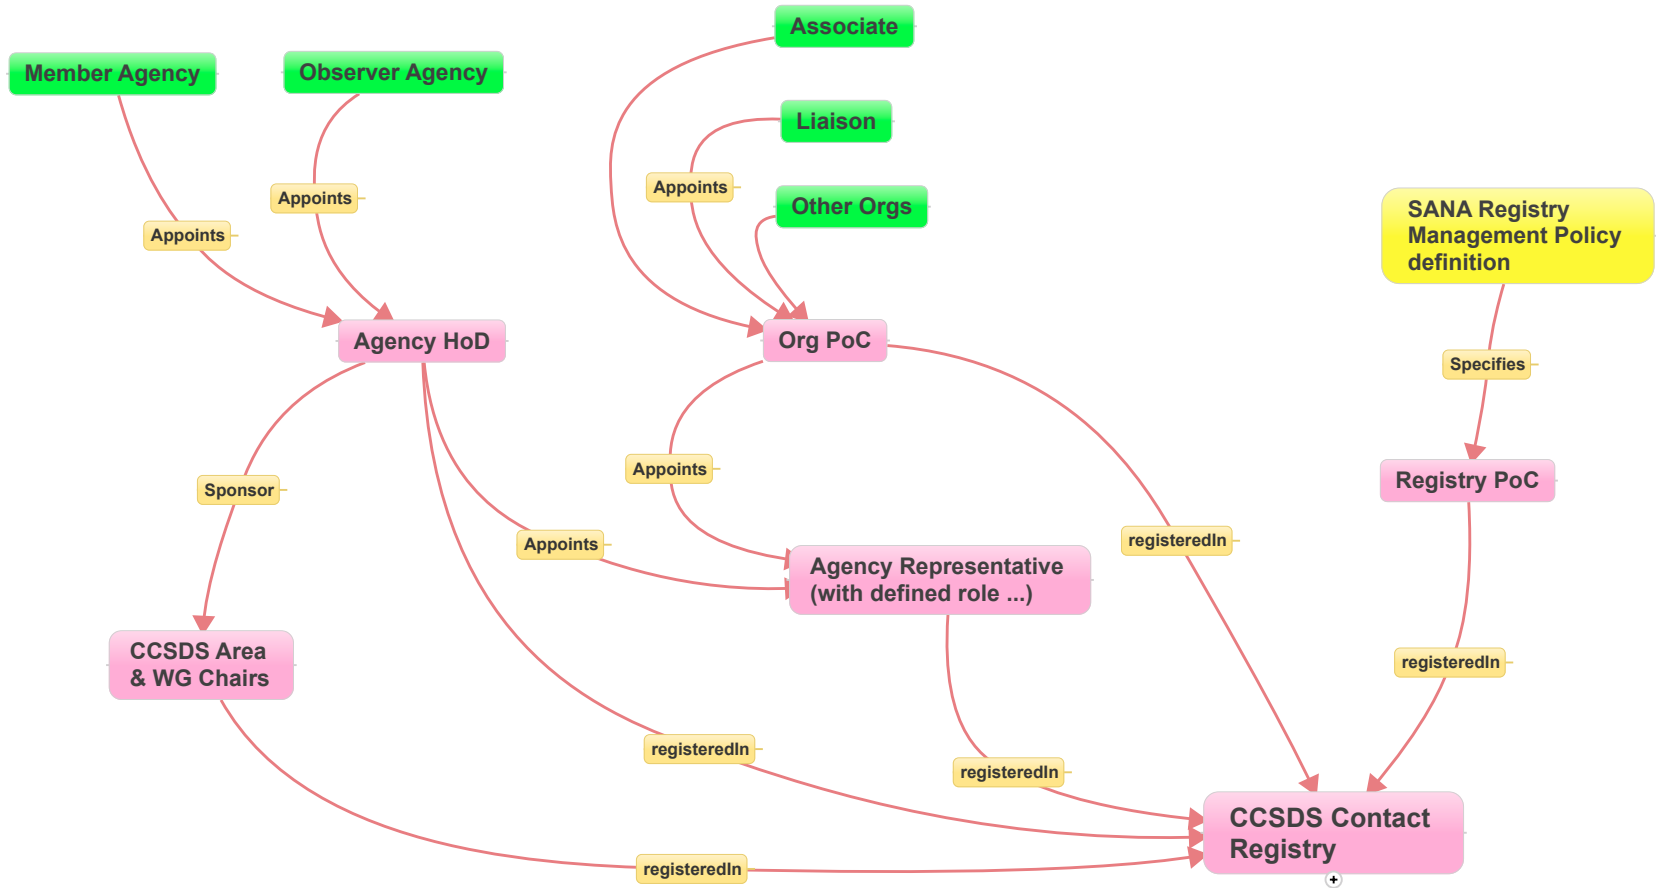 Associate
Member Agency
Observer Agency
Liaison
Appoints
Appoints
Other Orgs
Appoints
SANA Registry
Management Policy
definition
Agency HoD
Org PoC
Specifies
Appoints
Registry PoC
Sponsor
Appoints
registeredIn
Agency Representative
(with defined role ...)
CCSDS Area
& WG Chairs
registeredIn
registeredIn
registeredIn
CCSDS Contact
Registry
registeredIn